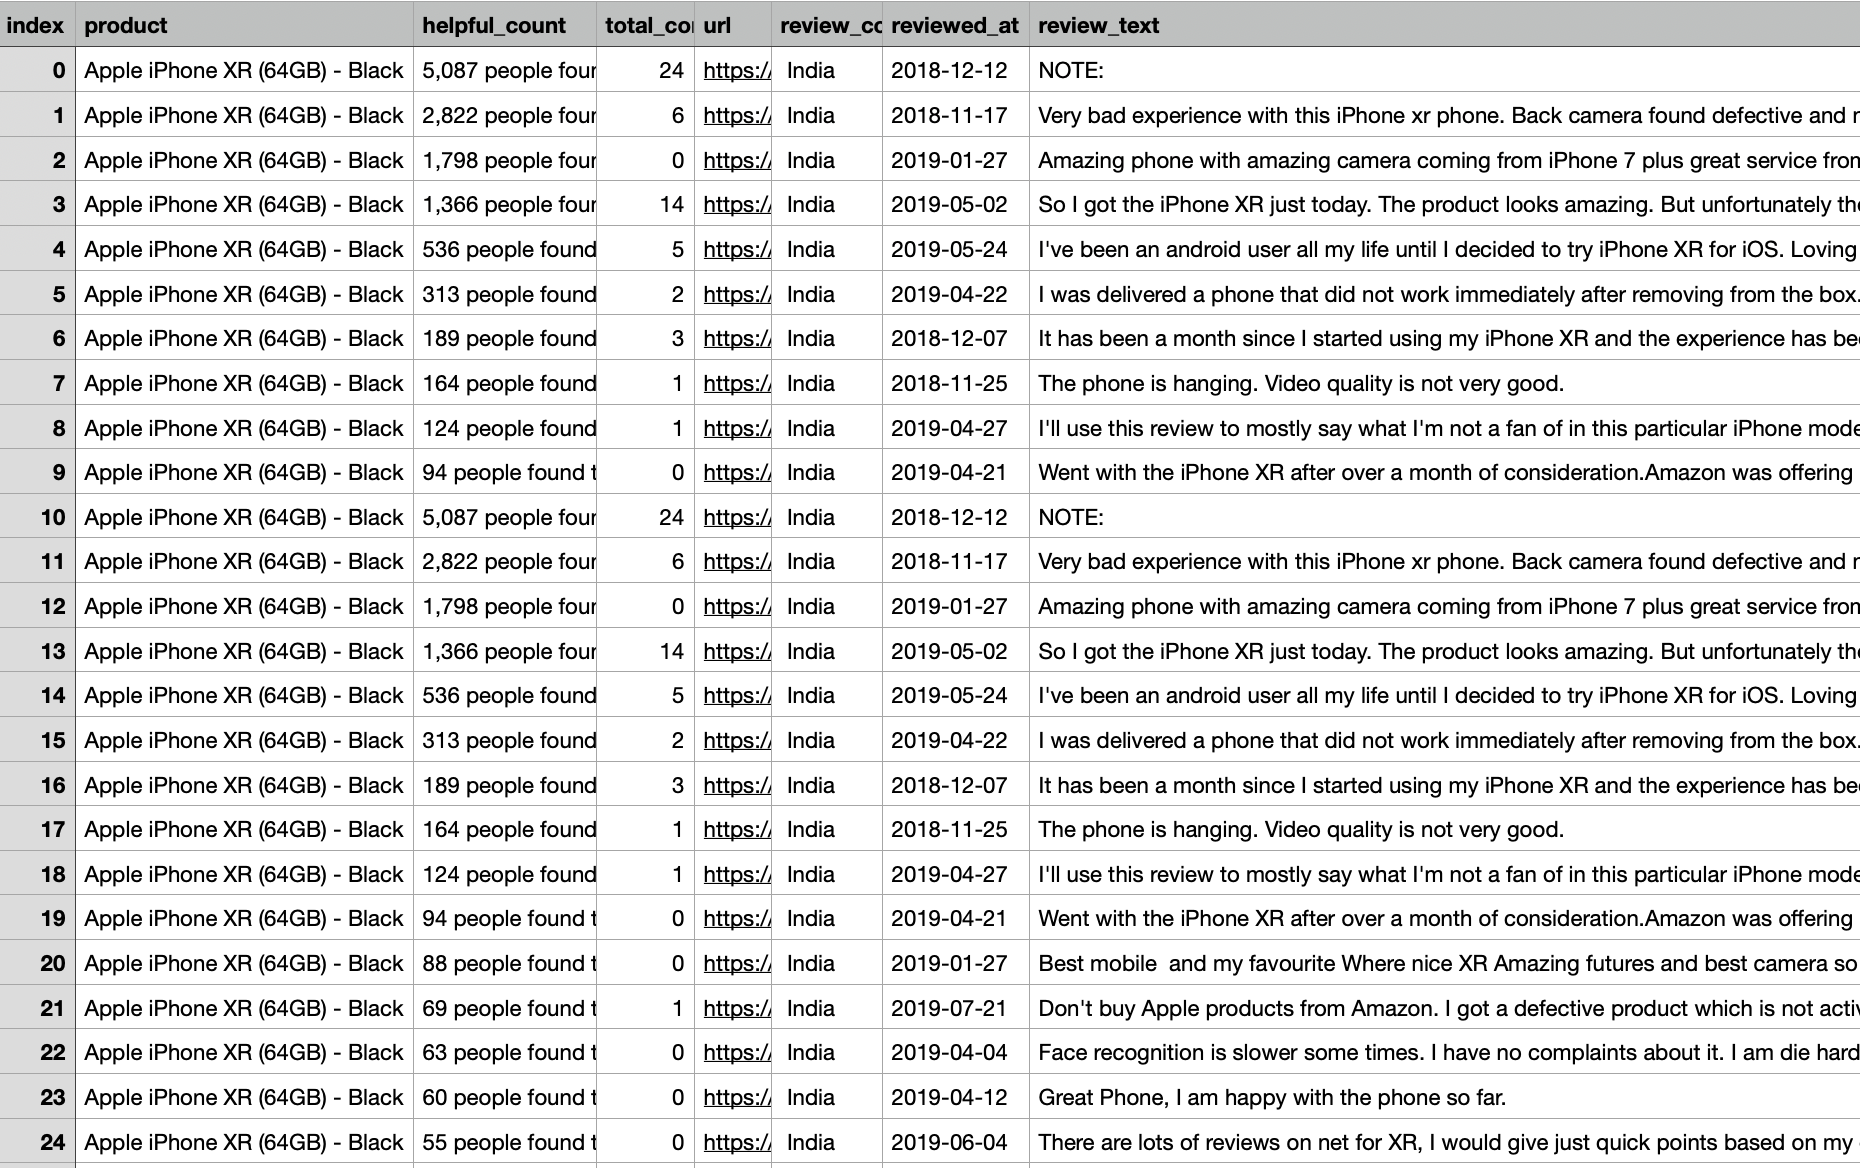 index product helpful_count total_co url review_co reviewed_at review_text
0 Apple iPhone XR (64GB) - Black 5,087 people four 24 https:// India 2018-12-12 NOTE:
1 Apple iPhone XR (64GB) - Black 2,822 people four 6 https:// India 2018-11-17 Very bad experience with this iPhone xr phone. Back camera found defective and
2 Apple iPhone XR (64GB) - Black 1,798 people four 0 https:// India 2019-01-27 Amazing phone with amazing camera coming from iPhone 7 plus great service from
3 Apple iPhone XR (64GB) - Black 1,366 people four 14 https:// India 2019-05-02 So I got the iPhone XR just today. The product looks amazing. But unfortunately the
4 Apple iPhone XR (64GB) - Black 536 people found 5 https:// India 2019-05-24 I've been an android user all my life until I decided to try iPhone XR for iOS. Loving
5 Apple iPhone XR (64GB) - Black 313 people found 2 https:// India 2019-04-22 I was delivered a phone that did not work immediately after removing from the box.
6 Apple iPhone XR (64GB) - Black 189 people found 3 https:// India 2018-12-07 It has been a month since I started using my iPhone XR and the experience has bee
7 Apple iPhone XR (64GB) - Black 164 people found 1 https:// India 2018-11-25 The phone is hanging. Video quality is not very good.
8 Apple iPhone XR (64GB) - Black 124 people found 1 https:// India 2019-04-27 I'll use this review to mostly say what I'm not a fan of in this particular iPhone mode
9 Apple iPhone XR (64GB) - Black 94 people found t 0 https:// India 2019-04-21 Went with the iPhone XR after over a month of consideration.Amazon was offering
10 Apple iPhone XR (64GB) - Black 5,087 people four 24 https:// India 2018-12-12 NOTE:
11 Apple iPhone XR (64GB) - Black 2,822 people four 6 https:// India 2018-11-17 Very bad experience with this iPhone xr phone. Back camera found defective and
12 Apple iPhone XR (64GB) - Black 1,798 people four 0 https:// India 2019-01-27 Amazing phone with amazing camera coming from iPhone 7 plus great service from
13 Apple iPhone XR (64GB) - Black 1,366 people four 14 https:// India 2019-05-02 So I got the iPhone XR just today. The product looks amazing. But unfortunately the
14 Apple iPhone XR (64GB) - Black 536 people found 5 https:// India 2019-05-24 I've been an android user all my life until I decided to try iPhone XR for iOS. Loving
15 Apple iPhone XR (64GB) - Black 313 people found 2 https:// India 2019-04-22 I was delivered a phone that did not work immediately after removing from the box.
16 Apple iPhone XR (64GB) - Black 189 people found 3 https:// India 2018-12-07 It has been a month since I started using my iPhone XR and the experience has bee
17 Apple iPhone XR (64GB) - Black 164 people found 1 https:// India 2018-11-25 The phone is hanging. Video quality is not very good.
18 Apple iPhone XR (64GB) - Black 124 people found 1 https:// India 2019-04-27 I'll use this review to mostly say what I'm not a fan of in this particular iPhone mode
19 Apple iPhone XR (64GB) - Black 94 people found t 0 https:// India 2019-04-21 Went with the iPhone XR after over a month of consideration.Amazon was offering
20 Apple iPhone XR (64GB) - Black 88 people found t 0 https:// India 2019-01-27 Best mobile  and my favourite Where nice XR Amazing futures and best camera so
21 Apple iPhone XR (64GB) - Black 69 people found t 1 https:// India 2019-07-21 Don't buy Apple products from Amazon. I got a defective product which is not activ
22 Apple iPhone XR (64GB) - Black 63 people found t 0 https:// India 2019-04-04 Face recognition is slower some times. I have no complaints about it. I am die hard
23 Apple iPhone XR (64GB) - Black 60 people found t 0 https:// India 2019-04-12 Great Phone, I am happy with the phone so far.
24 Apple iPhone XR (64GB) - Black 55 people found t 0 https:// India 2019-06-04 There are lots of reviews on net for XR, I would give just quick points based on my